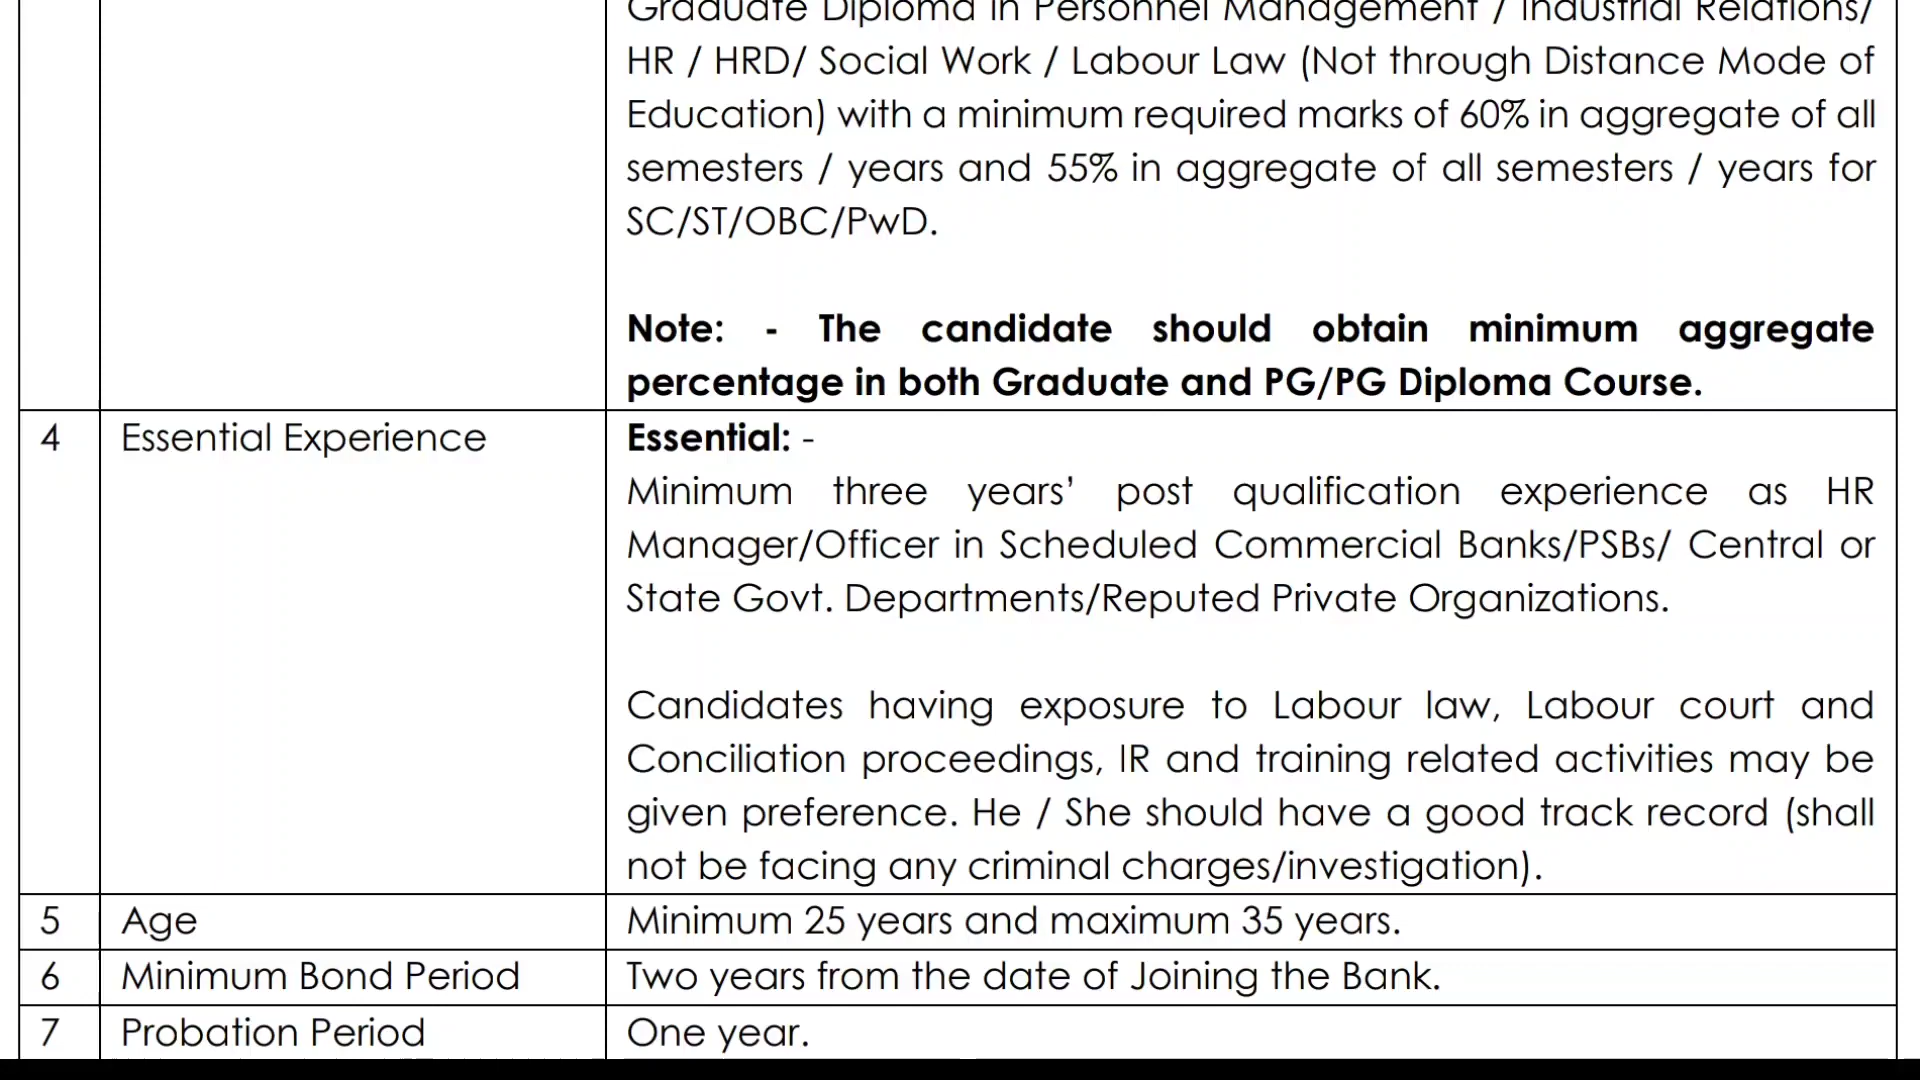 Graduate Diploma in Personnel Management / Industrial Relations/
HR / HRD/ Social Work / Labour Law (Not through Distance Mode of
Education) with a minimum required marks of 60% in aggregate of all
semesters / years and 55% in aggregate of all semesters / years for
SC/ST/OBC/PwD.
Note: - The candidate should obtain minimum aggregate
percentage in both Graduate and PG/PG Diploma Course.
4 Essential Experience Essential: -
Minimum three years’ post qualification experience as HR
Manager/Officer in Scheduled Commercial Banks/PSBs/ Central or
State Govt. Departments/Reputed Private Organizations.
Candidates having exposure to Labour law, Labour court and
Conciliation proceedings, IR and training related activities may be
given preference. He / She should have a good track record (shall
not be facing any criminal charges/investigation).
5 Age Minimum 25 years and maximum 35 years.
6 Minimum Bond Period Two years from the date of Joining the Bank.
7 Probation Period One year.